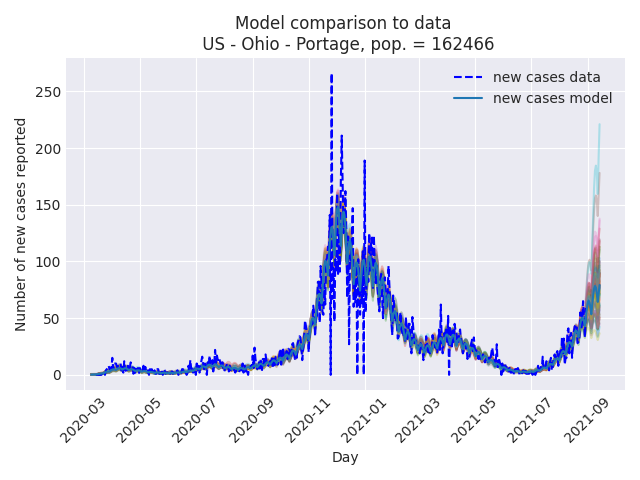 Model comparison to data
US - Ohio - Portage, pop. = 162466
new cases data
new cases model
Number of new cases reported
250
200
150
100
50
0
2020-03
2020-05
2020-07
2020-09
2020-11
2021-01
2021-03
2021-05
2021-07
2021-09
Day